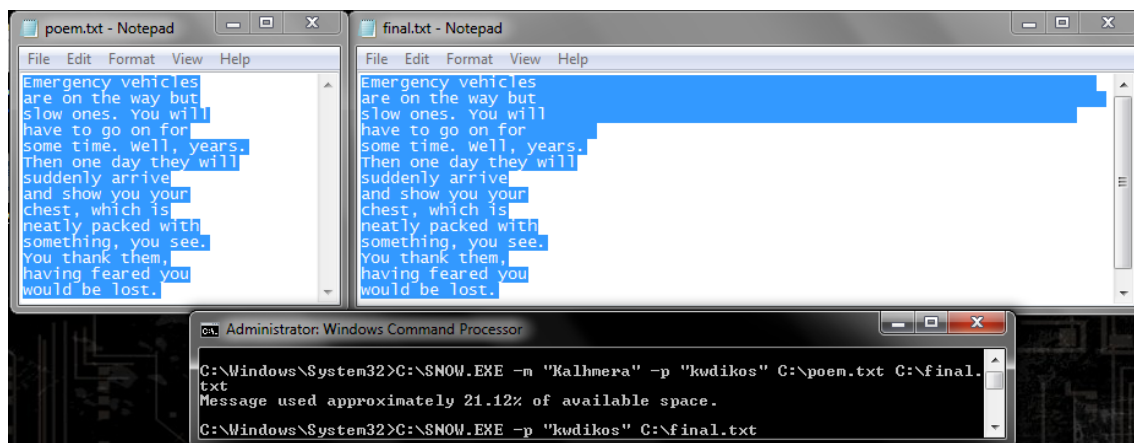 poem.txt - Notepad
File Edit Format View Help
Emergency vehicles
are on the way but
slow ones. You will
have to go on for
some time. Well, years.
Then one day they will
suddenly arrive
and show you your
chest, which is
neatly packed with
something, you see.
You thank them,
having feared you
would be lost.
final.txt - Notepad
File Edit Format View Help
Emergency vehicles
are on the way but
slow ones. You will
have to go on for
some time. Well, years.
Then one day they will
suddenly arrive
and show you your
chest, which is
neatly packed with
something, you see.
You thank them,
having feared you
would be lost.
C:\. Administrator: Windows Command Processor
C:\Windows\System32>C:\SNOW.EXE -m "Kalhmera" -p "kwdikos" C:\poem.txt C:\final.
txt
Message used approximately 21.12% of available space.
C:\Windows\System32>C:\SNOW.EXE -p "kwdikos" C:\final.txt